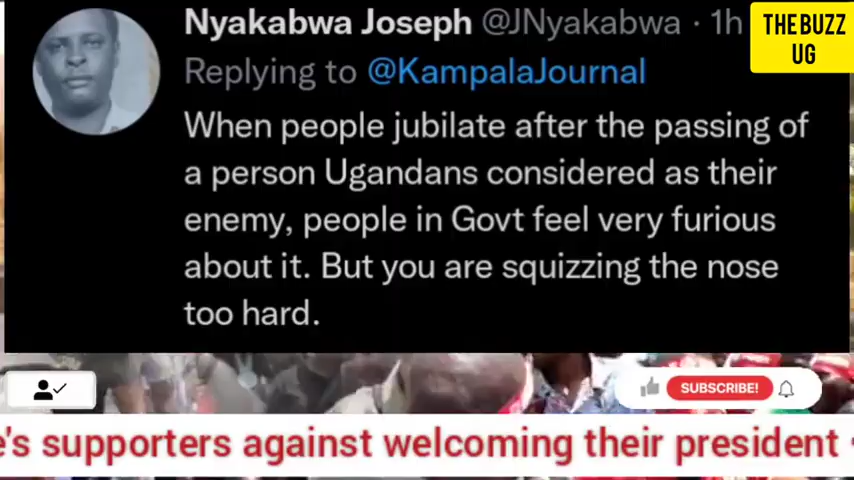 Nyakabwa Joseph @JNyakabwa · 1h
THE BUZZ
UG
Replying to @KampalaJournal
When people jubilate after the passing of
a person Ugandans considered as their
enemy, people in Govt feel very furious
about it. But you are squizzing the nose
too hard.
SUBSCRIBE!
e's supporters against welcoming their president